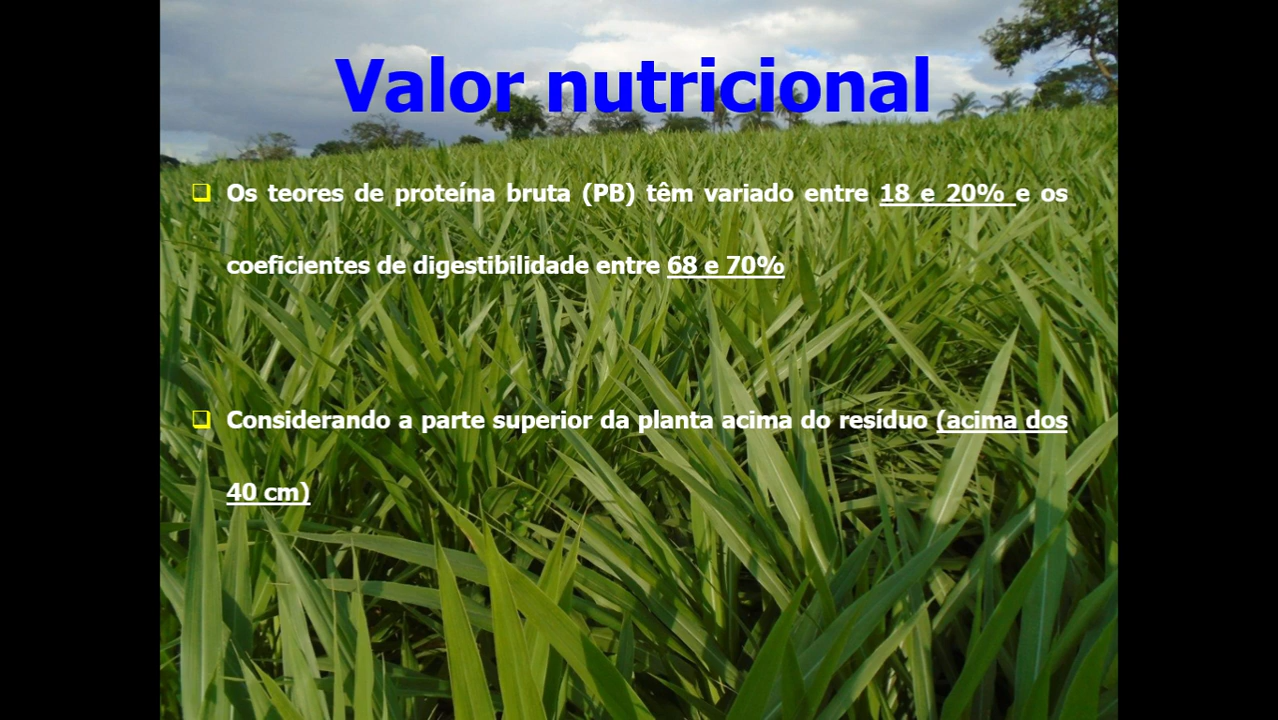 Valor nutricional
Os teores de proteína bruta (PB) têm variado entre 18 e 20% e os
coeficientes de digestibilidade entre 68 e 70%
Considerando a parte superior da planta acima do resíduo (acima dos
40 cm)